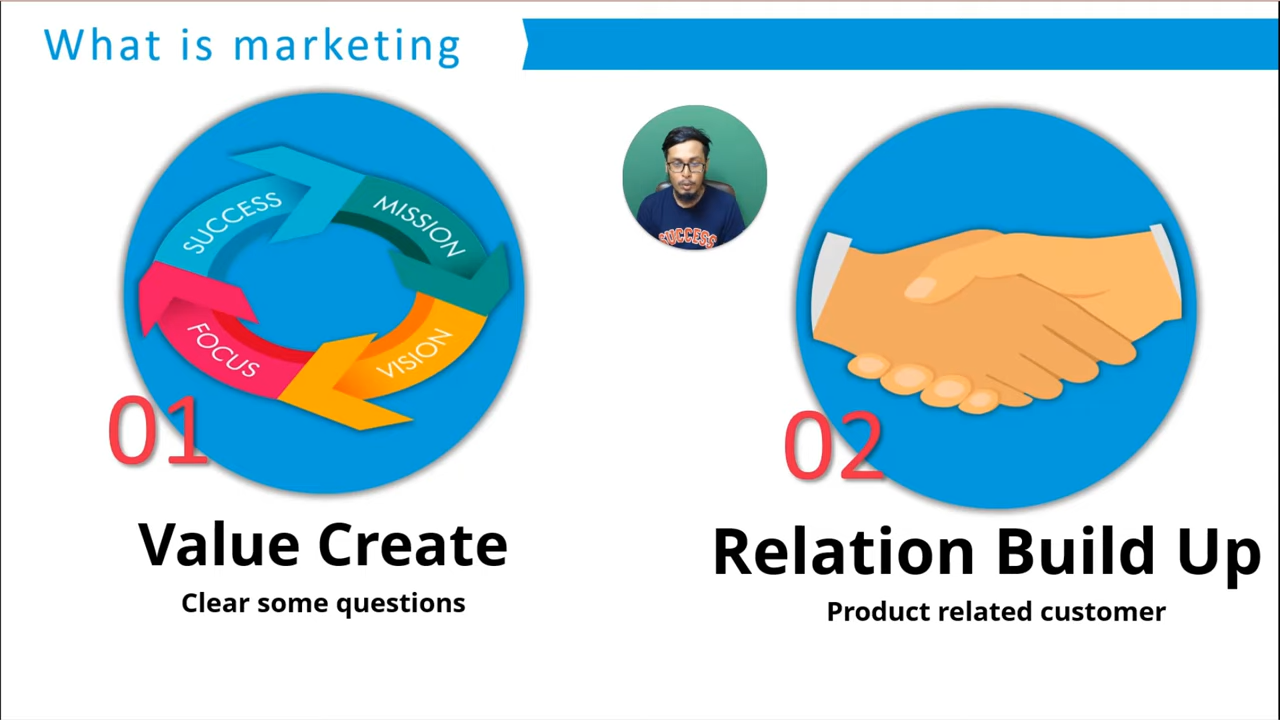 What is marketing
SUCCESS
MISSION
FOCUS
VISION
SUCCESS
01
02
Value Create
Relation Build Up
Clear some questions
Product related customer